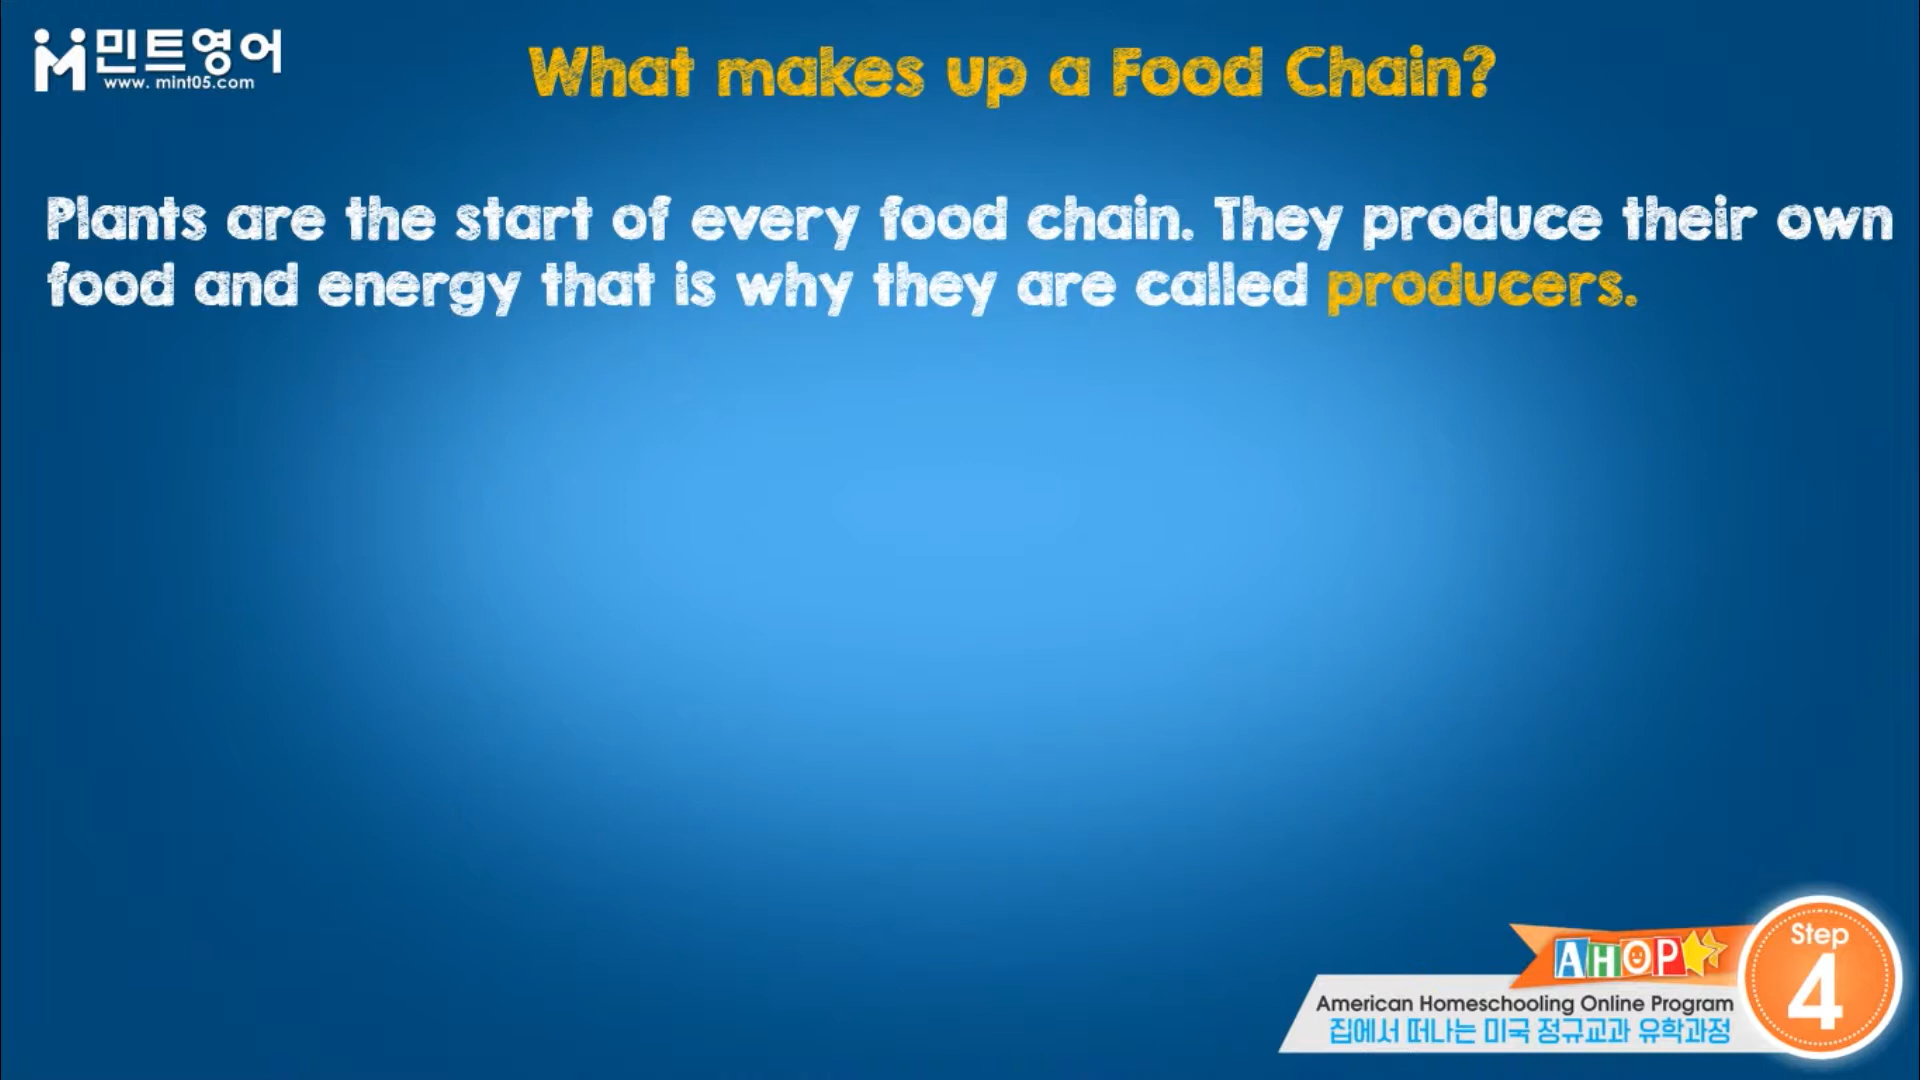 민트영어
www. mint05.com
What makes up a Food Chain?
Plants are the start of every food chain. They produce their own
food and energy that is why they are called producers.
AHOP
Step
4
American Homeschooling Online Program
집에서 떠나는 미국 정규교과 유학과정